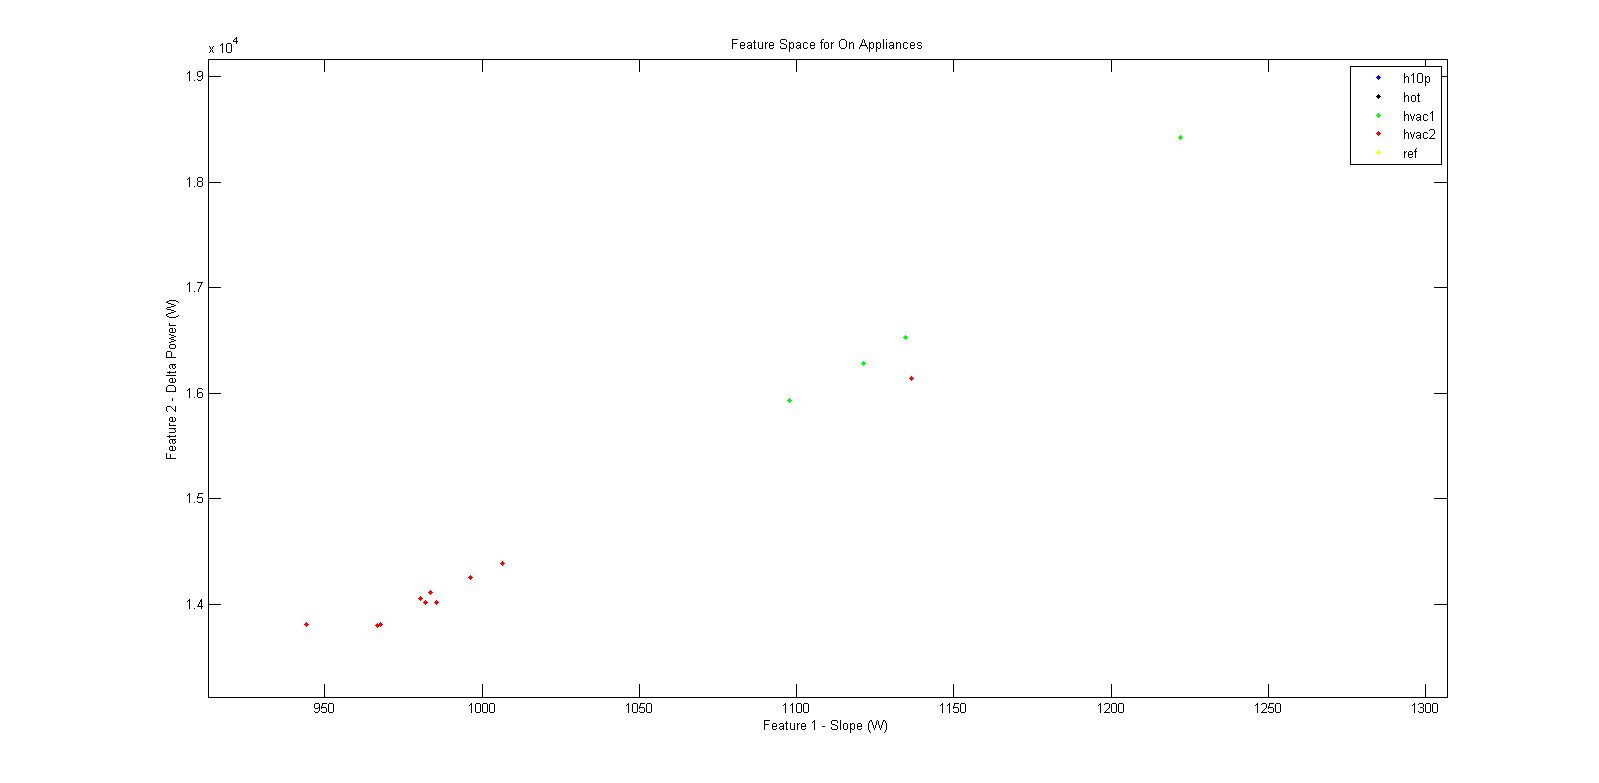 Feature Space for On Appliances
x 10^4
1.9
1.8
1.7
1.6
1.5
1.4
Feature 2 - Delta Power (W)
h10p
hot
hvac1
hvac2
ref
950 1000 1050 1100 1150 1200 1250 1300
Feature 1 - Slope (W)